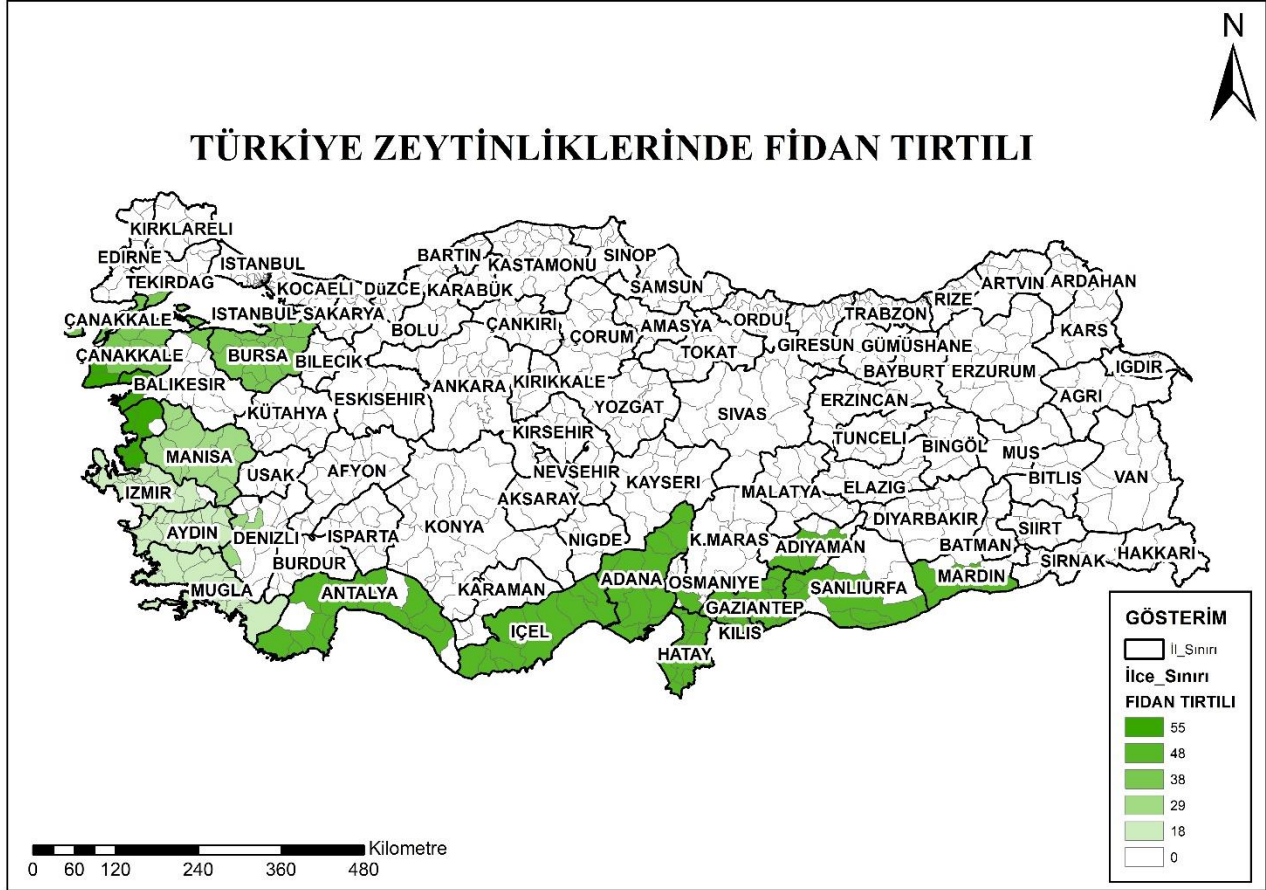 N
TÜRKİYE ZEYTİNLİKLERİNDE FİDAN TIRTILI
KIRKLARELI
EDIRNE
TEKIRDAG
ISTANBUL
BARTIN
KASTAMONU
SINOP
SAMSUN
KOCAELI
DüZCE
KARABÜK
ARTVIN
ARDAHAN
RIZE
ÇANAKKALE
ISTANBUL
SAKARYA
BOLU
ÇANKIRI
ÇORUM
AMASYA
ORDU
TRABZON
KARS
ÇANAKKALE
BURSA
BILECIK
TOKAT
GIRESUN
GÜMÜSHANE
BALIKESIR
ANKARA
KIRIKKALE
BAYBURT
ERZURUM
IGDIR
KÜTAHYA
ESKISEHIR
YOZGAT
SIVAS
ERZINCAN
AGRI
MANISA
USAK
AFYON
KIRSEHIR
TUNCELI
BINGÖL
MUS
NEVSEHIR
KAYSERI
MALATYA
ELAZIG
BITLIS
VAN
IZMIR
AKSARAY
AYDIN
DENIZLI
ISPARTA
KONYA
NIGDE
K.MARAS
ADIYAMAN
DIYARBAKIR
SIIRT
BATMAN
BURDUR
SIRNAK
HAKKARI
MUGLA
ANTALYA
KARAMAN
ADANA
OSMANIYE
SANLIURFA
MARDIN
GAZIANTEP
IÇEL
KILIS
HATAY
GÖSTERİM
İl_Sınırı
İlce_Sınırı
FIDAN TIRTILI
55
48
38
29
18
0
Kilometre
0 60 120 240 360 480